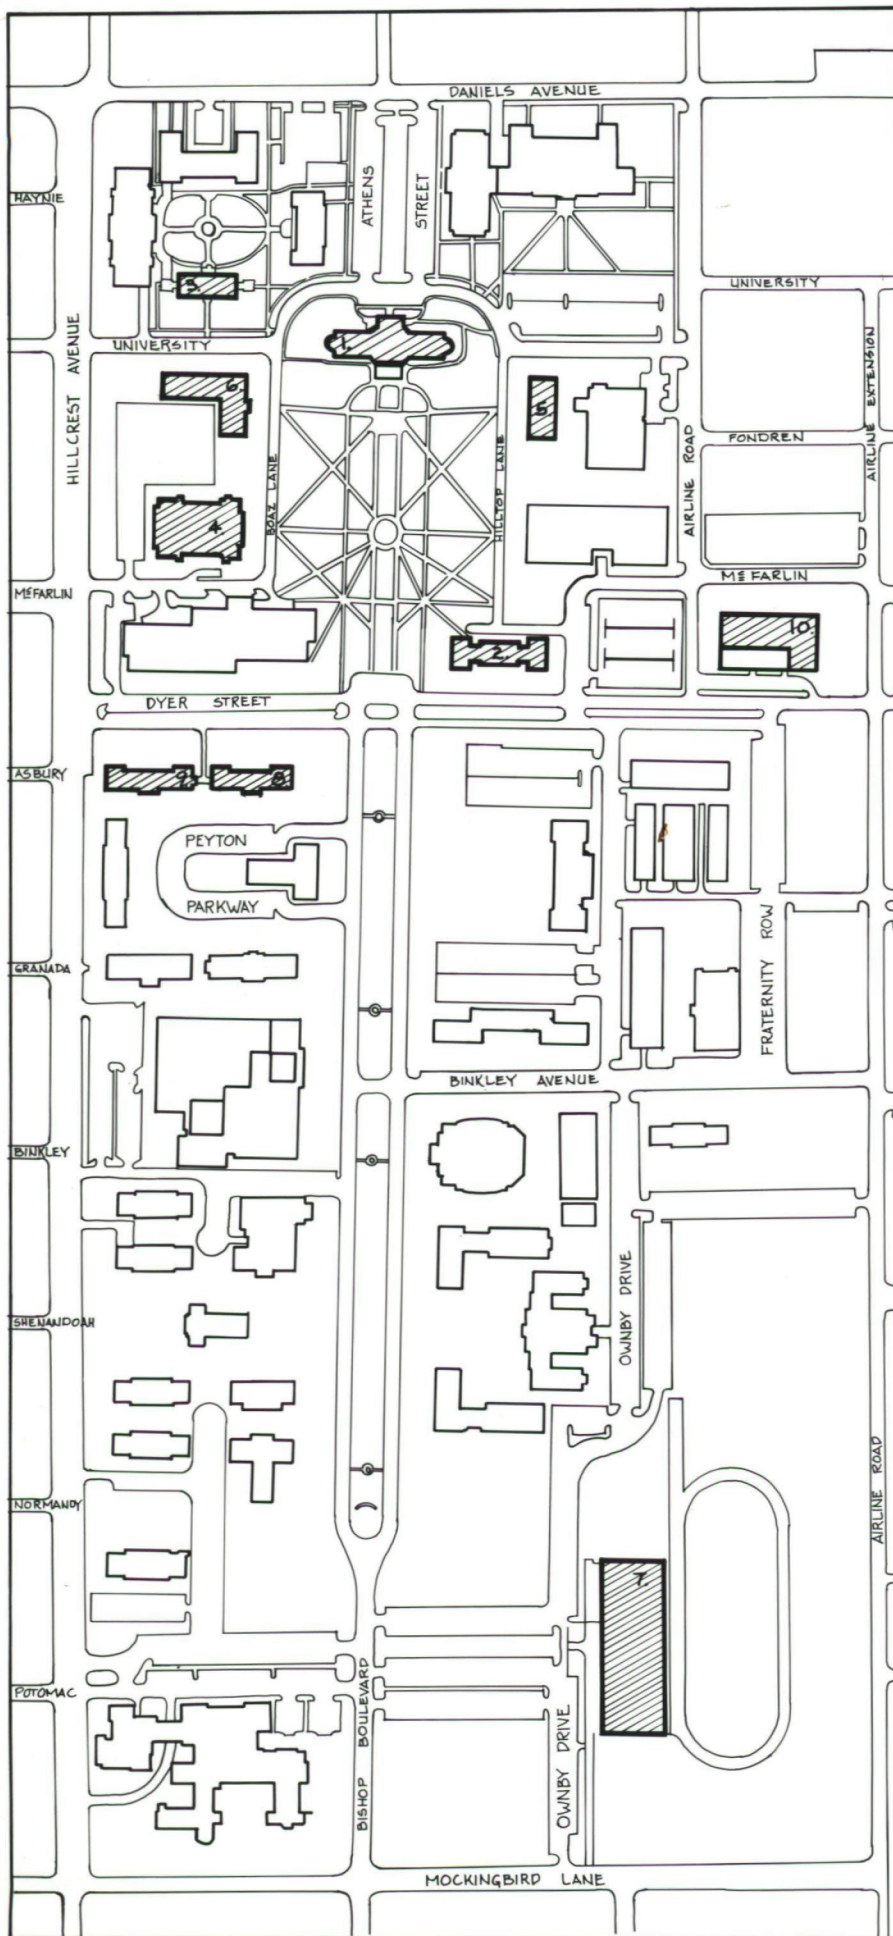 DANIELS AVENUE
HAYNIE
ATHENS
STREET
3.
UNIVERSITY
1.
UNIVERSITY
HILLCREST AVENUE
6.
5.
AIRLINE EXTENSION
FONDREN
AIRLINE ROAD
BOAZ LANE
HILLTOP LANE
4.
McFARLIN
McFARLIN
2.
10.
DYER STREET
ASBURY
9.
8.
PEYTON
PARKWAY
GRANADA
FRATERNITY ROW
BINKLEY AVENUE
BINKLEY
OWNBY DRIVE
SHENANDOAH
NORMANDY
AIRLINE ROAD
7.
POTOMAC
BISHOP BOULEVARD
OWNBY DRIVE
MOCKINGBIRD LANE